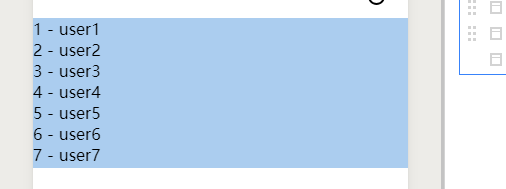 1 - user1
2 - user2
3 - user3
4 - user4
5 - user5
6 - user6
7 - user7